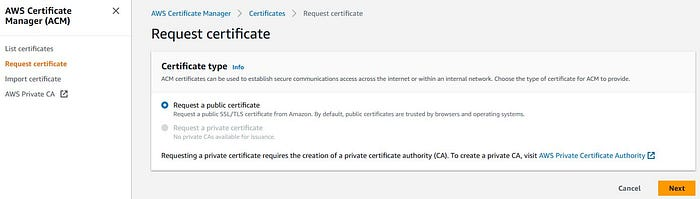 AWS Certificate
Manager (ACM)
List certificates
Request certificate
Import certificate
AWS Private CA
AWS Certificate Manager > Certificates > Request certificate
Request certificate
Certificate type Info
ACM certificates can be used to establish secure communications access across the internet or within an internal network. Choose the type of certificate for ACM to provide.
Request a public certificate
Request a public SSL/TLS certificate from Amazon. By default, public certificates are trusted by browsers and operating systems.
Request a private certificate
No private CAs available for issuance.
Requesting a private certificate requires the creation of a private certificate authority (CA). To create a private CA, visit AWS Private Certificate Authority
Cancel Next